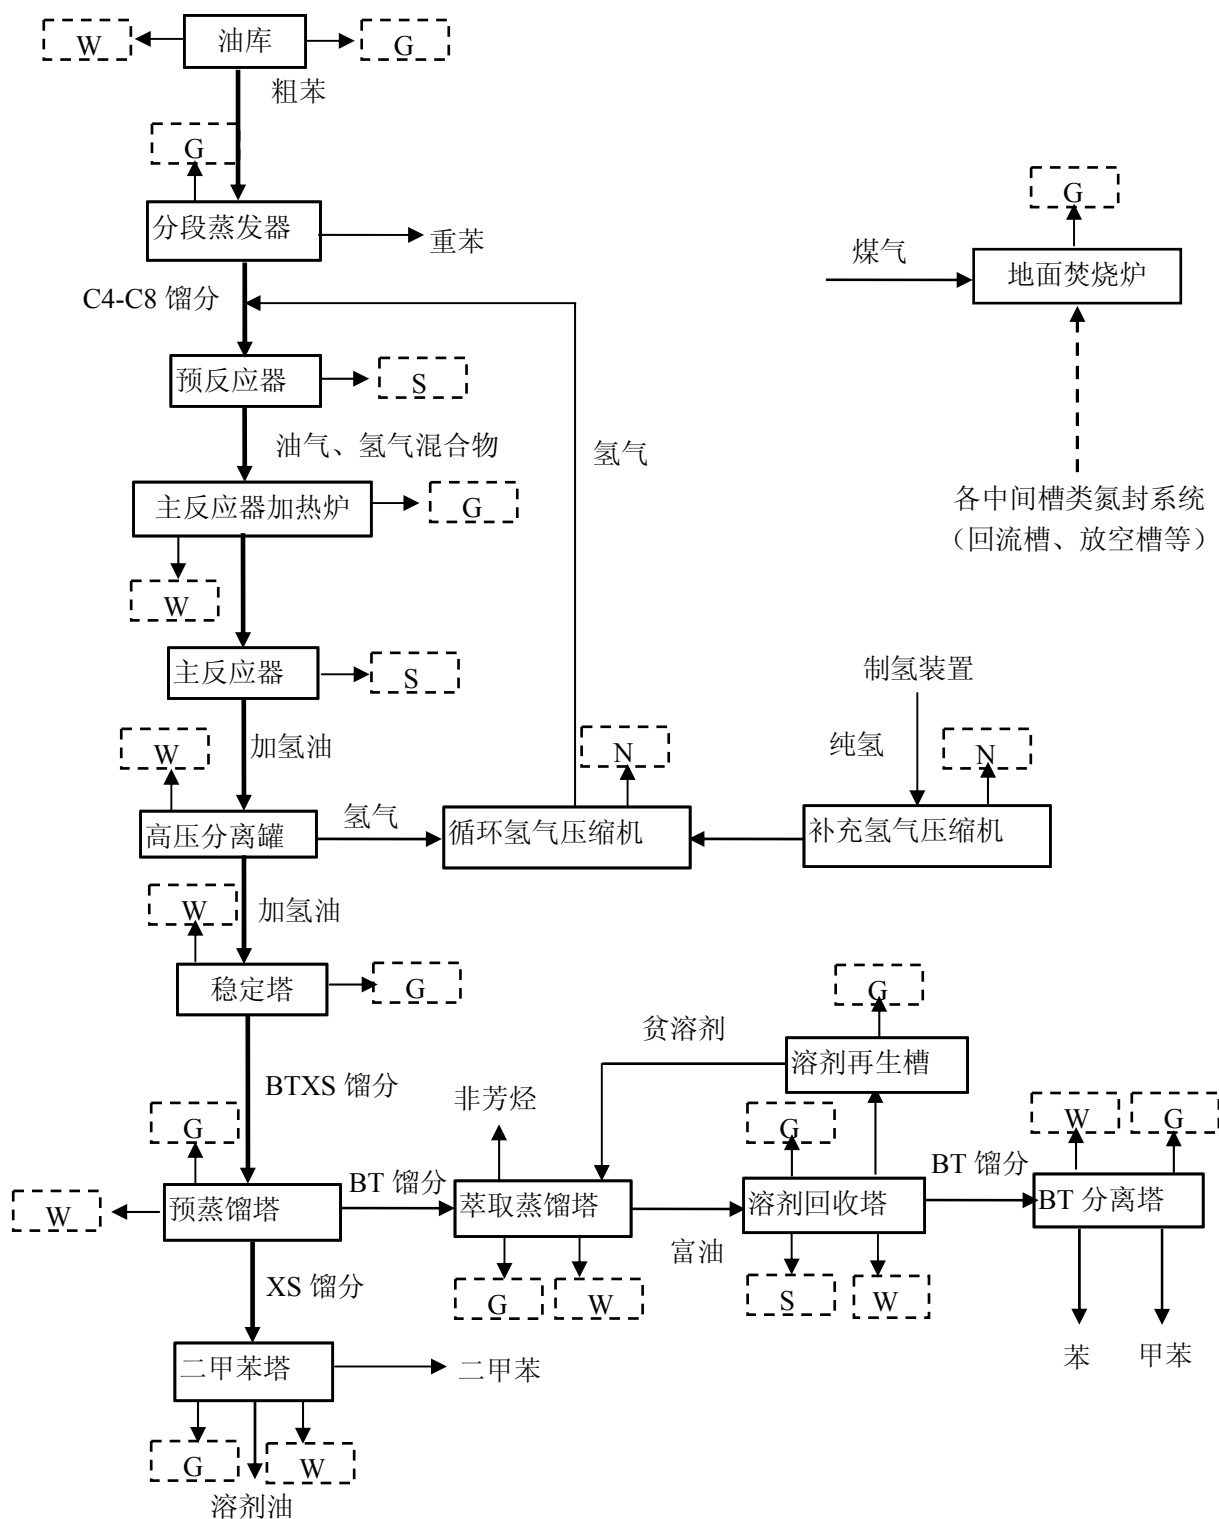 W
油库
G
粗苯
G
分段蒸发器
重苯
C4-C8 馏分
G
煤气
地面焚烧炉
预反应器
S
油气、氢气混合物
氢气
主反应器加热炉
G
各中间槽类氮封系统
（回流槽、放空槽等）
W
主反应器
S
制氢装置
W
加氢油
N
纯氢
N
高压分离罐
氢气
循环氢气压缩机
补充氢气压缩机
W
加氢油
稳定塔
G
G
贫溶剂
溶剂再生槽
BTXS 馏分
非芳烃
G
G
W
G
W
预蒸馏塔
BT 馏分
萃取蒸馏塔
富油
溶剂回收塔
BT 馏分
BT 分离塔
XS 馏分
G
W
S
W
苯
甲苯
二甲苯塔
二甲苯
G
W
溶剂油